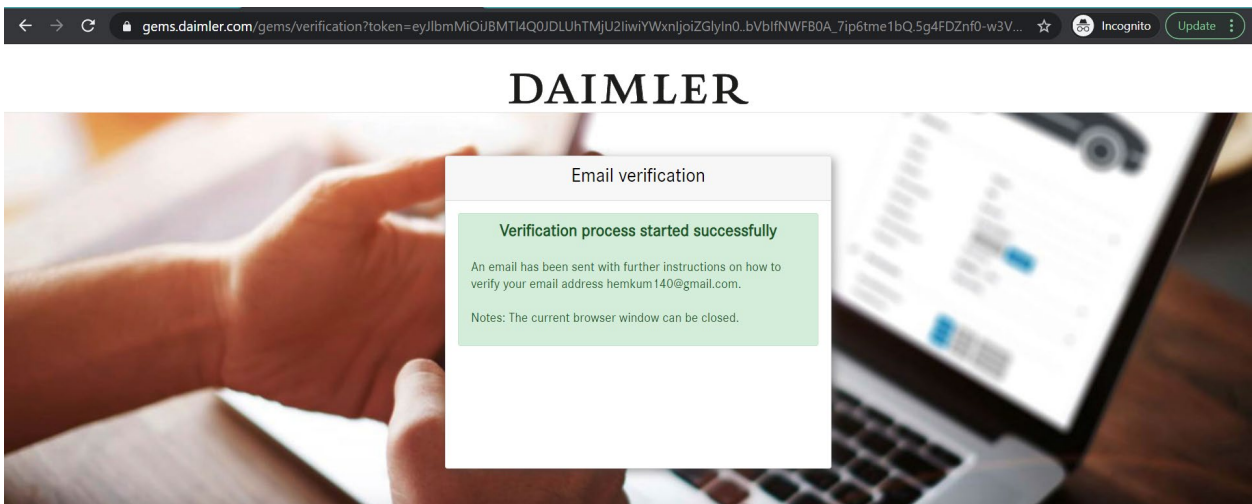 gems.daimler.com/gems/verification?token=eyJlbmMiOiJBMTI4Q0JDLUhTMjU2IiwiYWxnIjoiZGlyIn0..bVbIfNWFB0A_7ip6tme1bQ.5g4FDZnf0-w3V... Incognito Update
DAIMLER
Email verification
Verification process started successfully
An email has been sent with further instructions on how to
verify your email address hemkum140@gmail.com.
Notes: The current browser window can be closed.